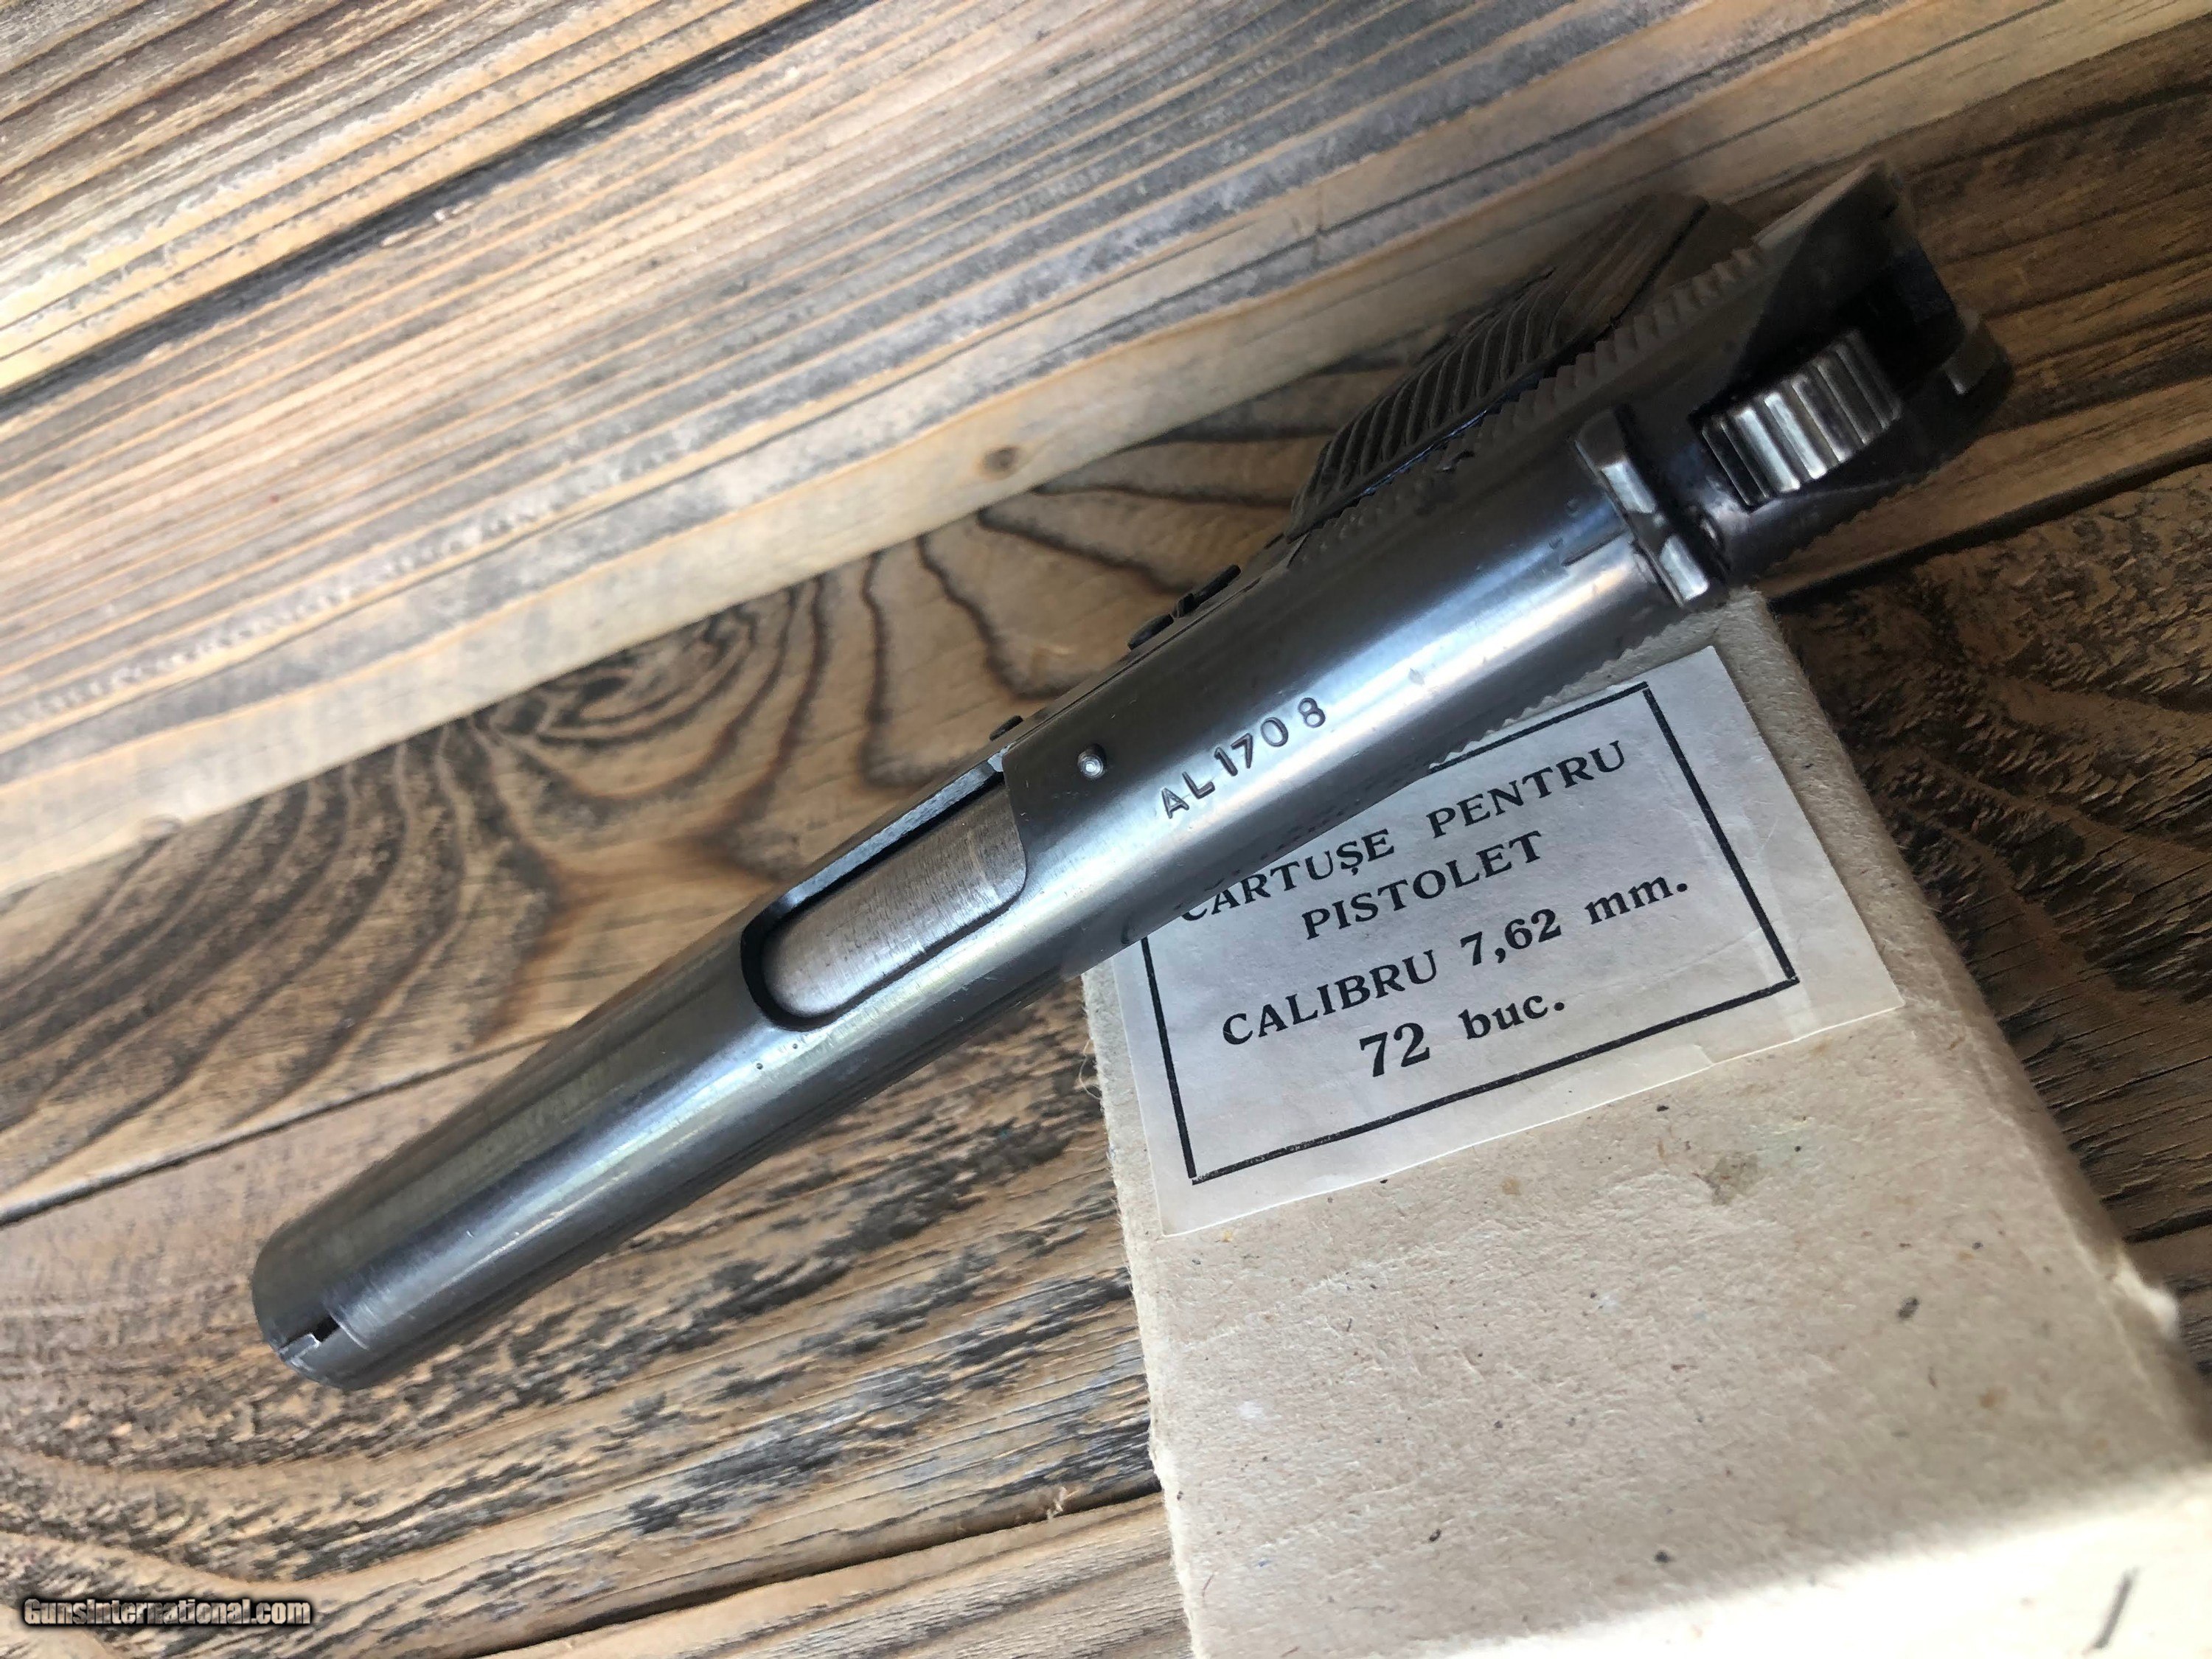 AL1708
CARTUȘE PENTRU
PISTOLET
CALIBRU 7,62 mm.
72 buc.
GunsInternational.com